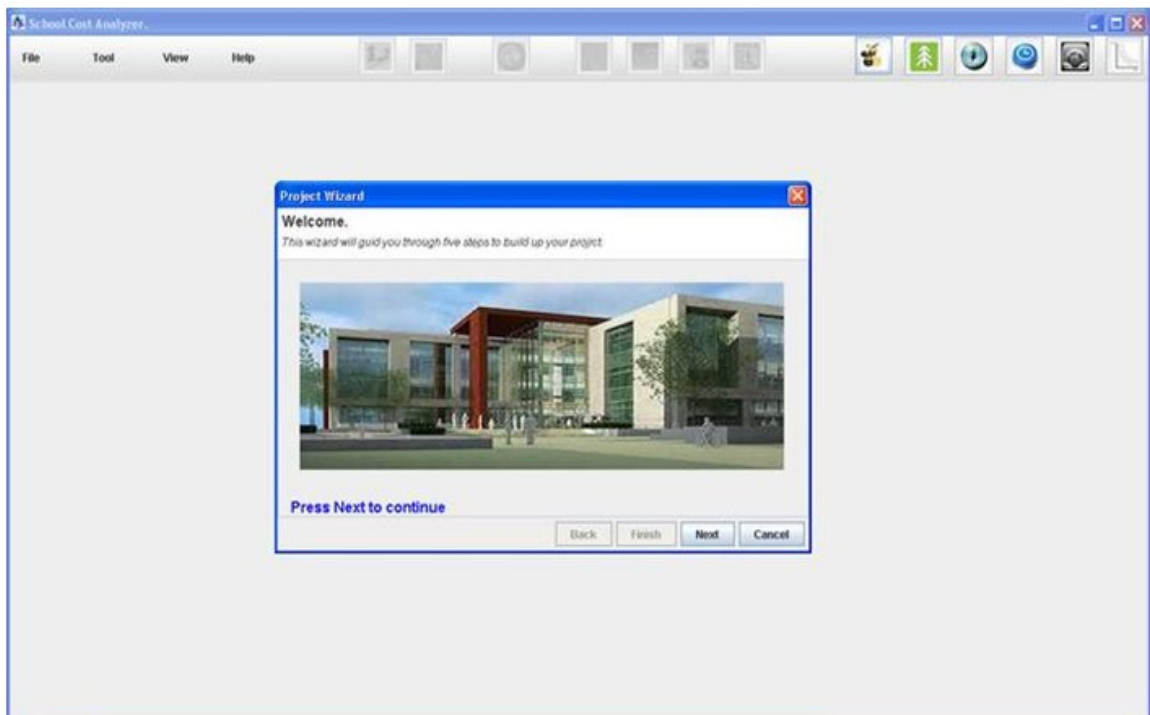 School Cost Analyzer.
File Tool View Help
Project Wizard
Welcome.
This wizard will guid you through five steps to build up your project.
Press Next to continue
Back Finish Next Cancel